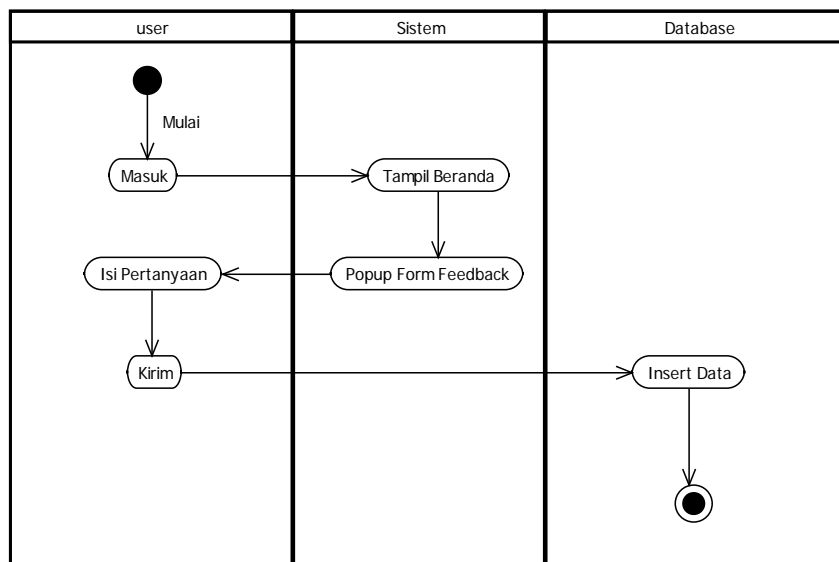 user
Sistem
Database
Mulai
Masuk
Tampil Beranda
Isi Pertanyaan
Popup Form Feedback
Kirim
Insert Data